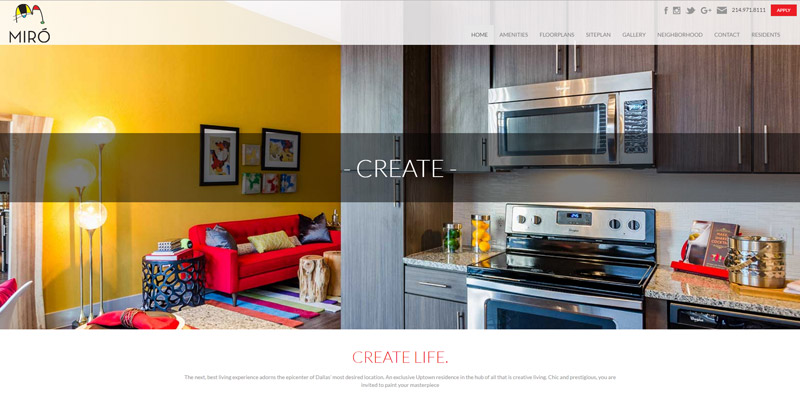 MIRÓ
214.971.8111
APPLY
HOME AMENITIES FLOORPLANS SITEPLAN GALLERY NEIGHBORHOOD CONTACT RESIDENTS
- CREATE -
CREATE LIFE.
The next, best living experience adorns the epicenter of Dallas' most desired location. An exclusive Uptown residence in the hub of all that is creative living. Chic and prestigious, you are
invited to paint your masterpiece